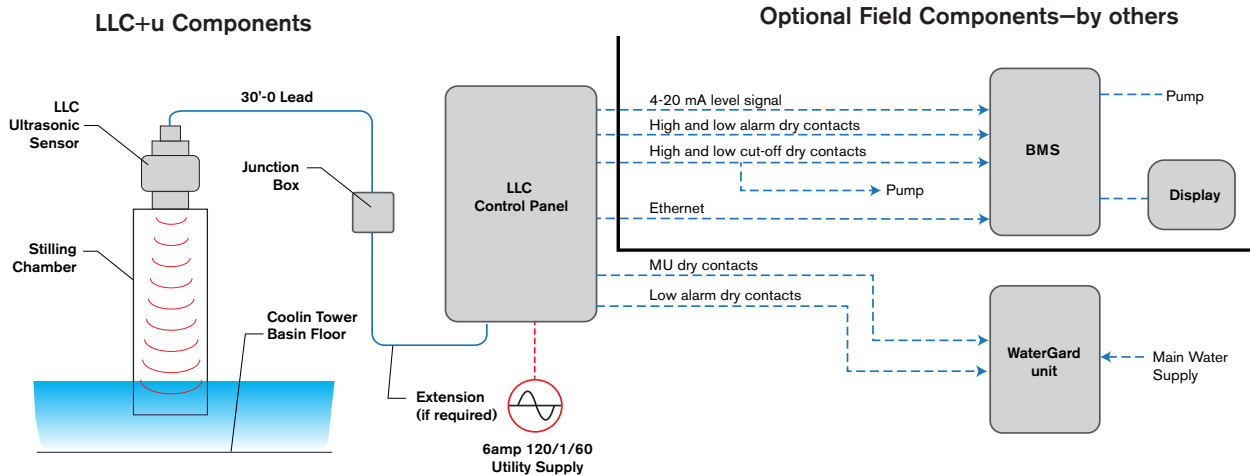 LLC+u Components
Optional Field Components—by others
LLC
Ultrasonic
Sensor
30'-0 Lead
Junction
Box
Stilling
Chamber
Coolin Tower
Basin Floor
Extension
(if required)
LLC
Control Panel
6amp 120/1/60
Utility Supply
4-20 mA level signal
High and low alarm dry contacts
High and low cut-off dry contacts
Pump
Ethernet
BMS
Pump
Display
MU dry contacts
Low alarm dry contacts
WaterGard
unit
Main Water
Supply